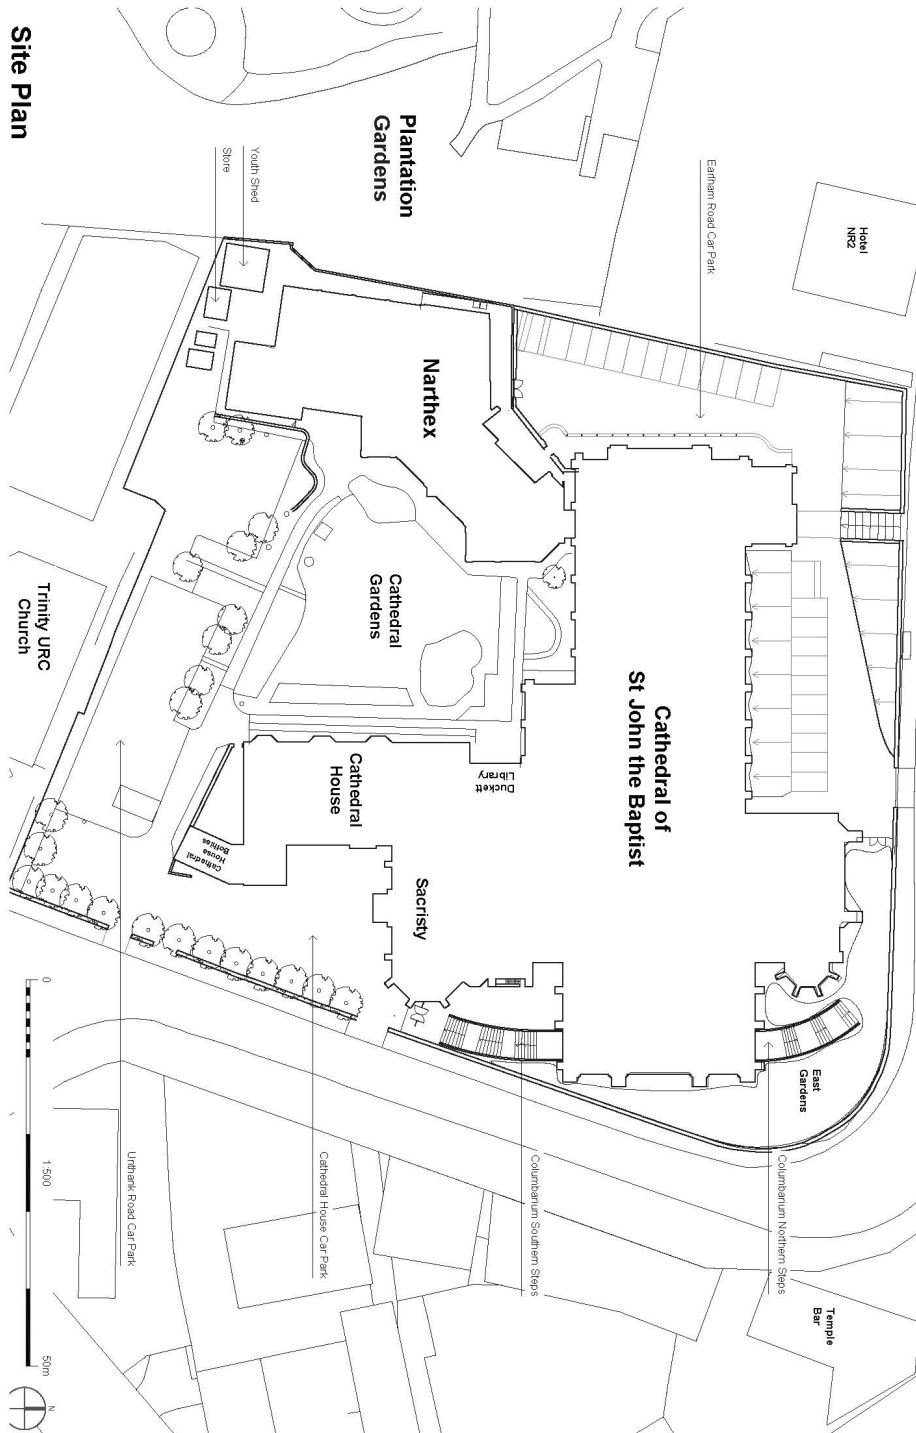 Site Plan
Plantation
Gardens
Youth Shed
Store
Eartham Road Car Park
Hotel
NR2
Narthex
Cathedral
Gardens
Trinity URC
Church
Cathedral of
St John the Baptist
Cathedral
House
Duckett
Library
Cathedral
House
Bothies
Sacristy
East
Gardens
Unthank Road Car Park
Cathedral House Car Park
Columbarium Southern Steps
Columbarium Northern Steps
Temple
Bar
0
1:500
50m
N